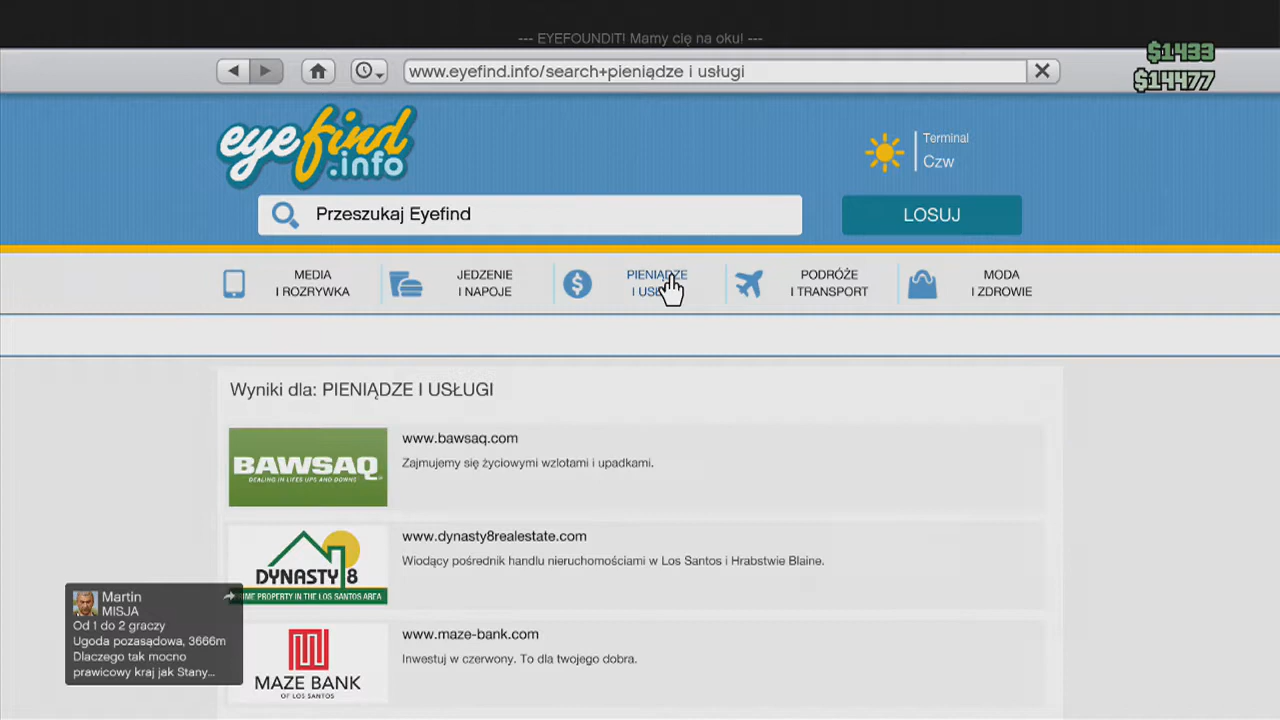 --- EYEFOUNDIT! Mamy cię na oku! ---
www.eyefind.info/search+pieniądze i usługi
$1433
$14477
eyefind
.info
Terminal
Czw
Przeszukaj Eyefind
LOSUJ
MEDIA
I ROZRYWKA
JEDZENIE
I NAPOJE
PIENIĄDZE
I
PODRÓŻE
I TRANSPORT
MODA
I ZDROWIE
Wyniki dla: PIENIĄDZE I USŁUGI
BAWSAQ
DEALING IN LIFES UPS AND DOWNS
www.bawsaq.com
Zajmujemy się życiowymi wzlotami i upadkami.
DYNASTY 8
PROPERTY IN THE LOS SANTOS AREA
www.dynasty8realestate.com
Wiodący pośrednik handlu nieruchomościami w Los Santos i Hrabstwie Blaine.
MAZE BANK
OF LOS SANTOS
www.maze-bank.com
Inwestuj w czerwony. To dla twojego dobra.
Martin
MISJA
Od 1 do 2 graczy
Ugoda pozasądowa, 3666m
Dlaczego tak mocno
prawicowy kraj jak Stany...